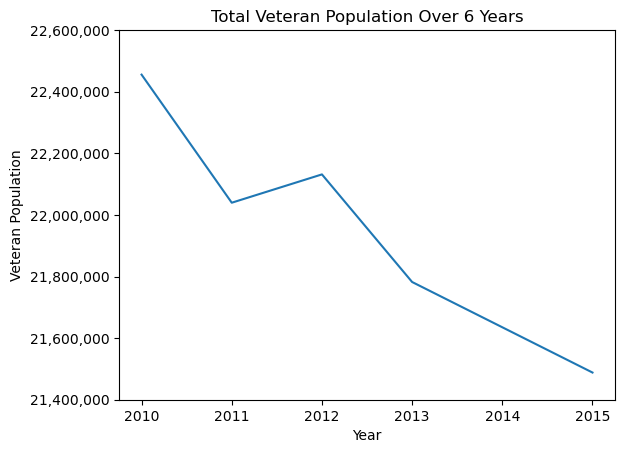 Total Veteran Population Over 6 Years
22,600,000
22,400,000
22,200,000
22,000,000
21,800,000
21,600,000
21,400,000
Veteran Population
2010 2011 2012 2013 2014 2015
Year